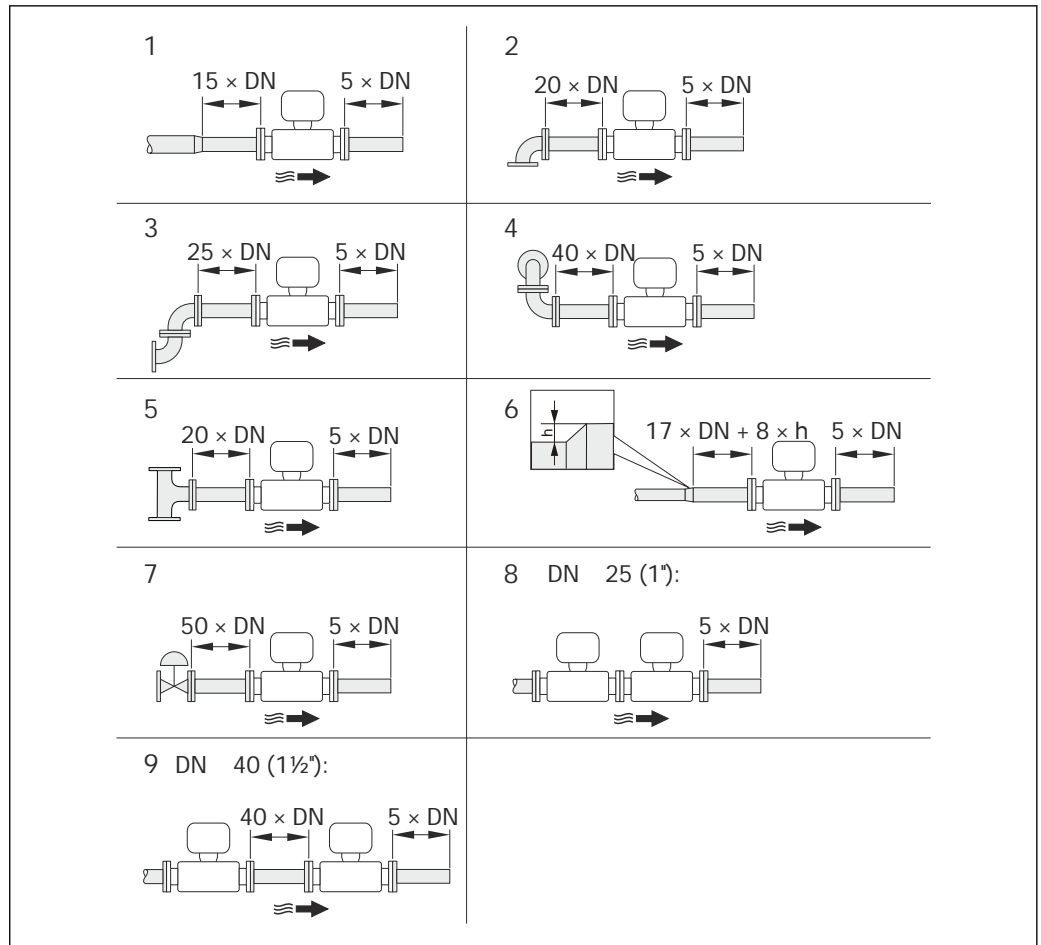 1
15 × DN 5 × DN
2
20 × DN 5 × DN
3
25 × DN 5 × DN
4
40 × DN 5 × DN
5
20 × DN 5 × DN
6
h
17 × DN + 8 × h 5 × DN
7
50 × DN 5 × DN
8 DN 25 (1"):
5 × DN
9 DN 40 (1½"):
40 × DN 5 × DN